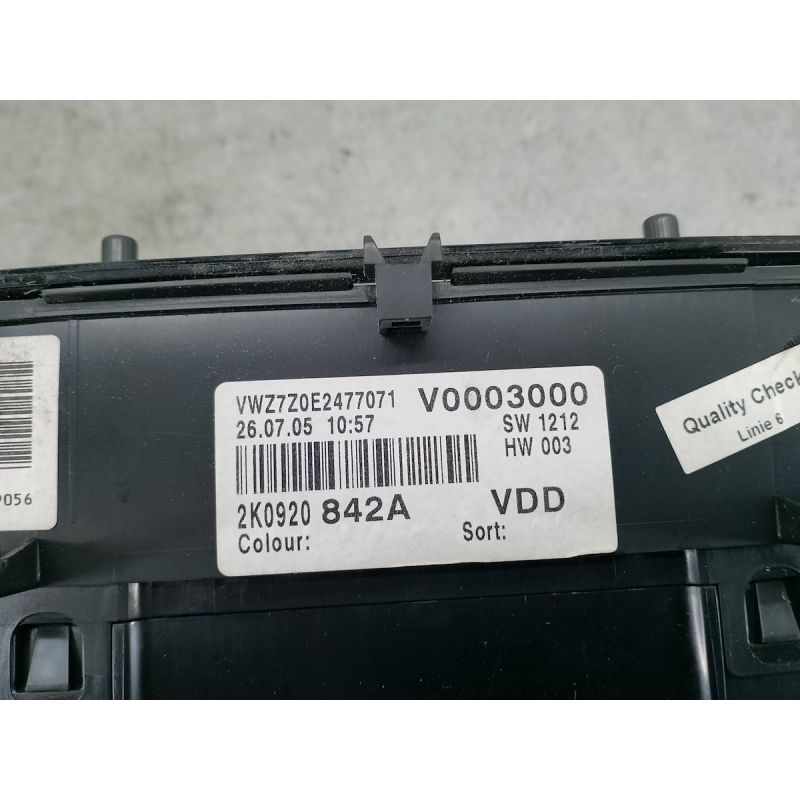 VWZ7Z0E2477071 V0003000
26.07.05 10:57 SW 1212
HW 003
2K0920 842A VDD
Colour: Sort:
9056
Quality Check
Linie 6